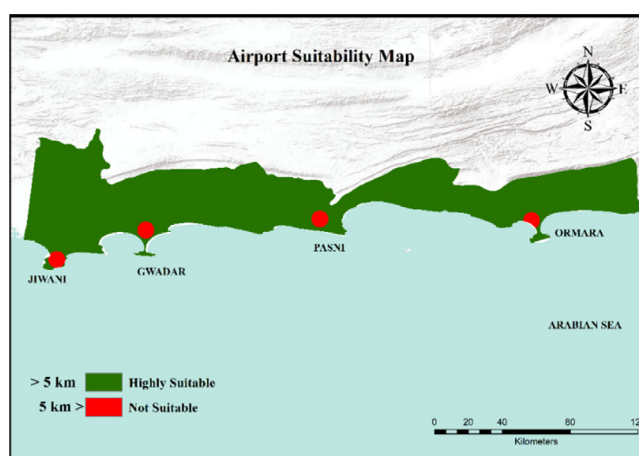 Airport Suitability Map
N
W E
S
JIWANI
GWADAR
PASNI
ORMARA
ARABIAN SEA
> 5 km Highly Suitable
5 km > Not Suitable
0 20 40 80
Kilometers